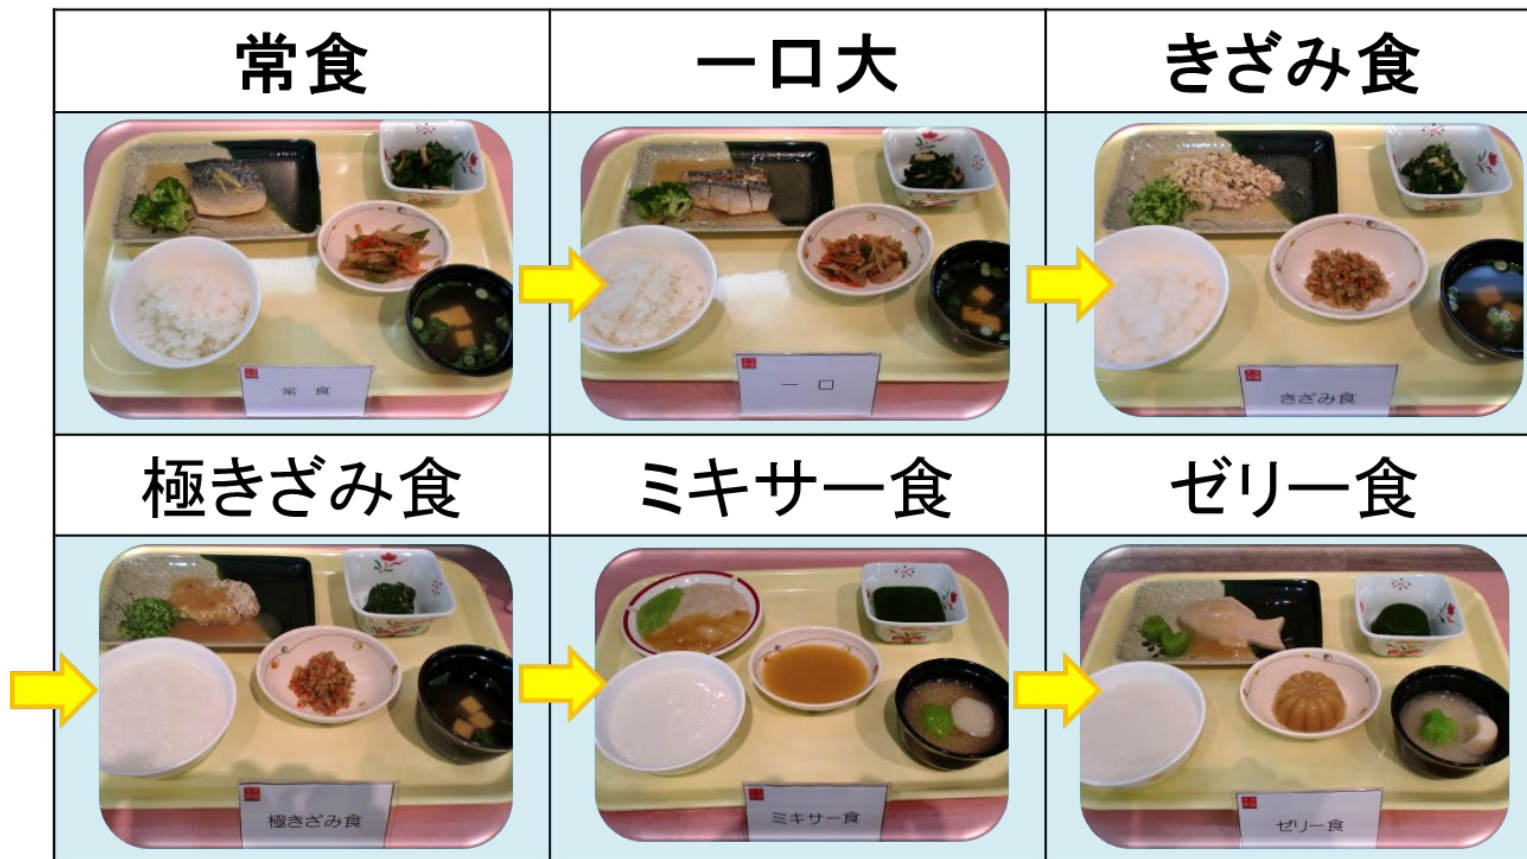 常食
一口大
きざみ食
常 食
一 口
きざみ食
極きざみ食
ミキサー食
ゼリー食
極きざみ食
ミキサー食
ゼリー食